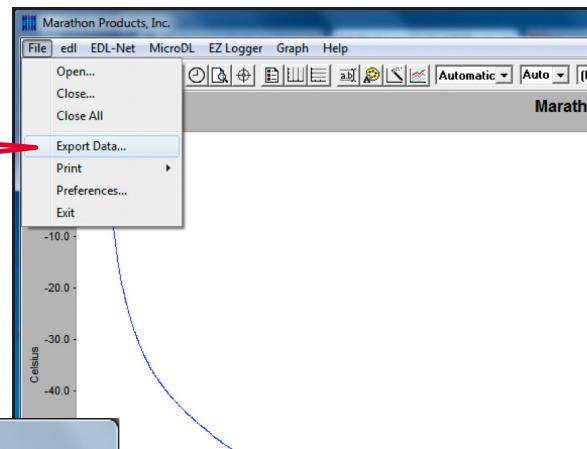 Marathon Products, Inc.
File edl EDL-Net MicroDL EZ Logger Graph Help
Open...
Close...
Close All
Export Data...
Print
Preferences...
Exit
a.b Automatic Auto
Marath
-10.0
-20.0
-30.0
-40.0
Celsius